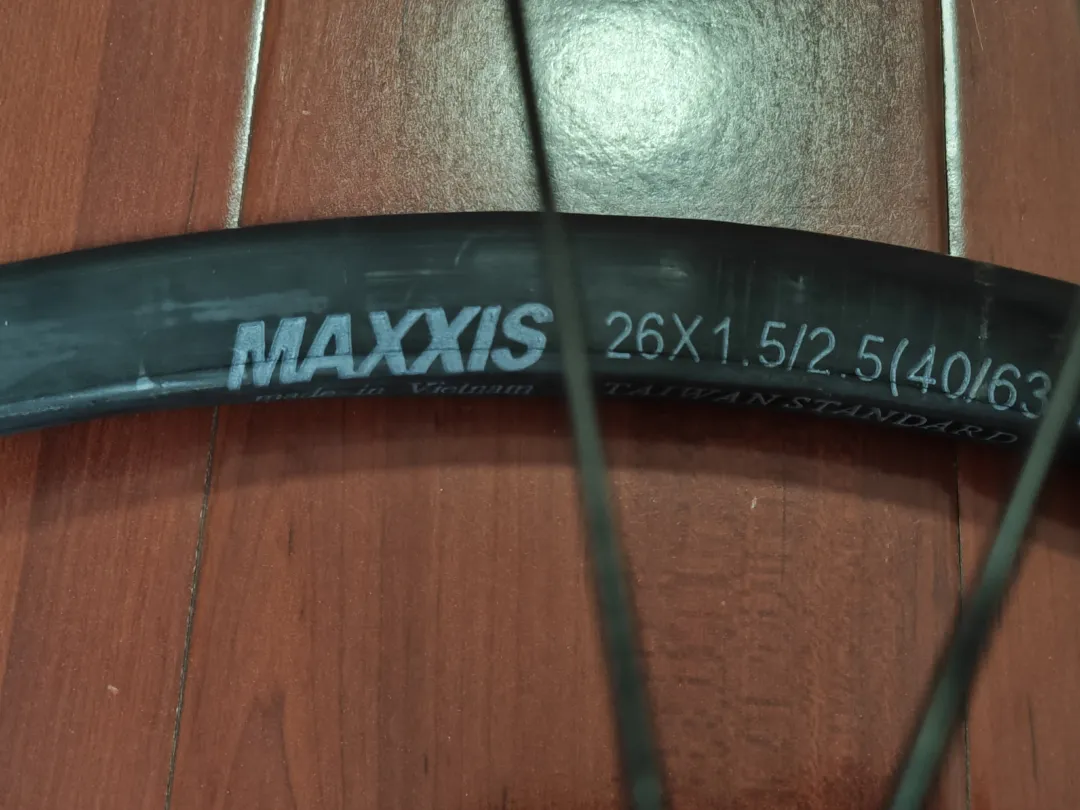 MAXXIS 26X1.5/2.5(40/63
made in Vietnam TAIWAN STANDARD